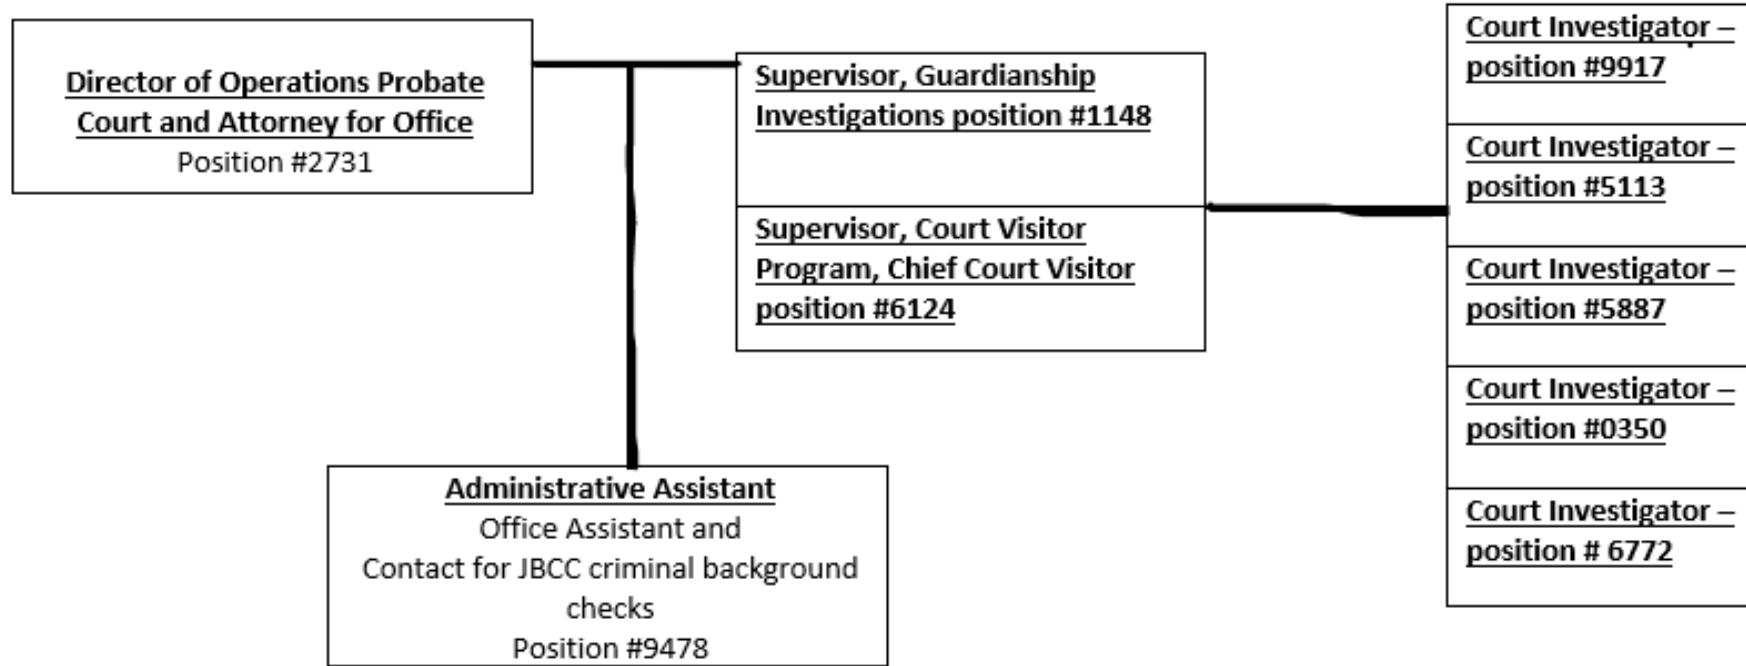 Director of Operations Probate
Court and Attorney for Office
Position #2731
Supervisor, Guardianship
Investigations position #1148
Supervisor, Court Visitor
Program, Chief Court Visitor
position #6124
Court Investigator –
position #9917
Court Investigator –
position #5113
Court Investigator –
position #5887
Court Investigator –
position #0350
Court Investigator –
position # 6772
Administrative Assistant
Office Assistant and
Contact for JBCC criminal background
checks
Position #9478